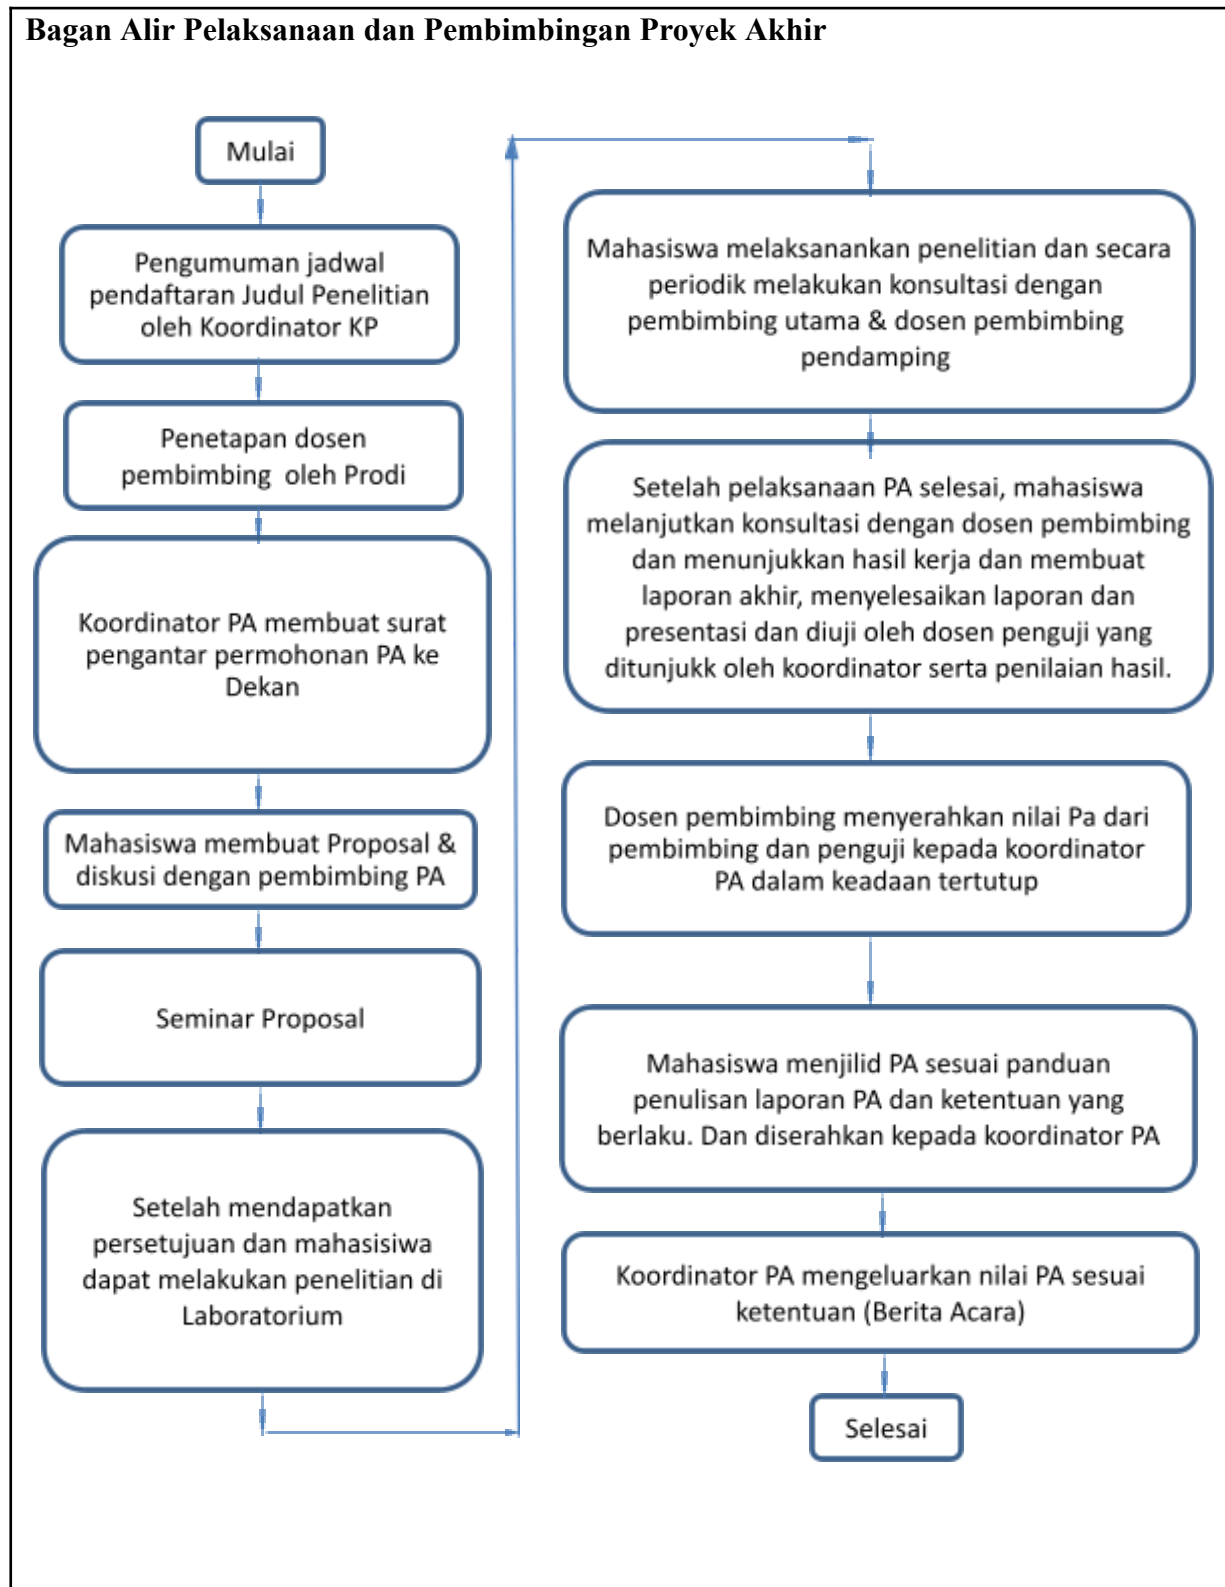 Bagan Alir Pelaksanaan dan Pembimbingan Proyek Akhir
Mulai
Pengumuman jadwal
pendaftaran Judul Penelitian
oleh Koordinator KP
Penetapan dosen
pembimbing oleh Prodi
Koordinator PA membuat surat
pengantar permohonan PA ke
Dekan
Mahasiswa membuat Proposal &
diskusi dengan pembimbing PA
Seminar Proposal
Setelah mendapatkan
persetujuan dan mahasisiwa
dapat melakukan penelitian di
Laboratorium
Mahasiswa melaksanankan penelitian dan secara
periodik melakukan konsultasi dengan
pembimbing utama & dosen pembimbing
pendamping
Setelah pelaksanaan PA selesai, mahasiswa
melanjutkan konsultasi dengan dosen pembimbing
dan menunjukkan hasil kerja dan membuat
laporan akhir, menyelesaikan laporan dan
presentasi dan diuji oleh dosen penguji yang
ditunjukk oleh koordinator serta penilaian hasil.
Dosen pembimbing menyerahkan nilai Pa dari
pembimbing dan penguji kepada koordinator
PA dalam keadaan tertutup
Mahasiswa menjilid PA sesuai panduan
penulisan laporan PA dan ketentuan yang
berlaku. Dan diserahkan kepada koordinator PA
Koordinator PA mengeluarkan nilai PA sesuai
ketentuan (Berita Acara)
Selesai